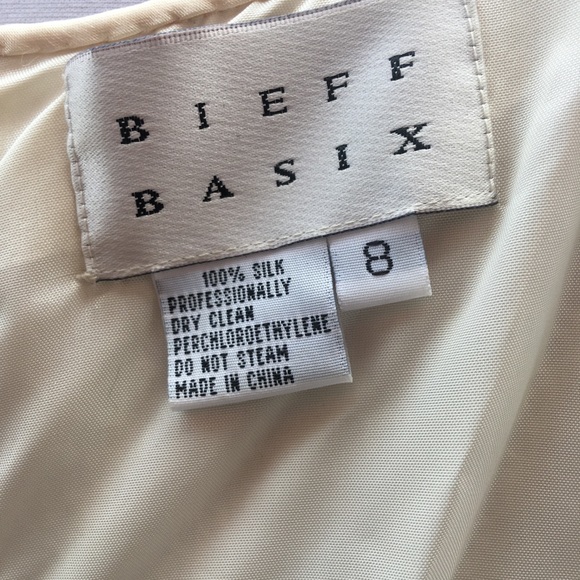 BIEFF
BASIX
8
100% SILK
PROFESSIONALLY
DRY CLEAN
PERCHLOROETHYLENE
DO NOT STEAM
MADE IN CHINA